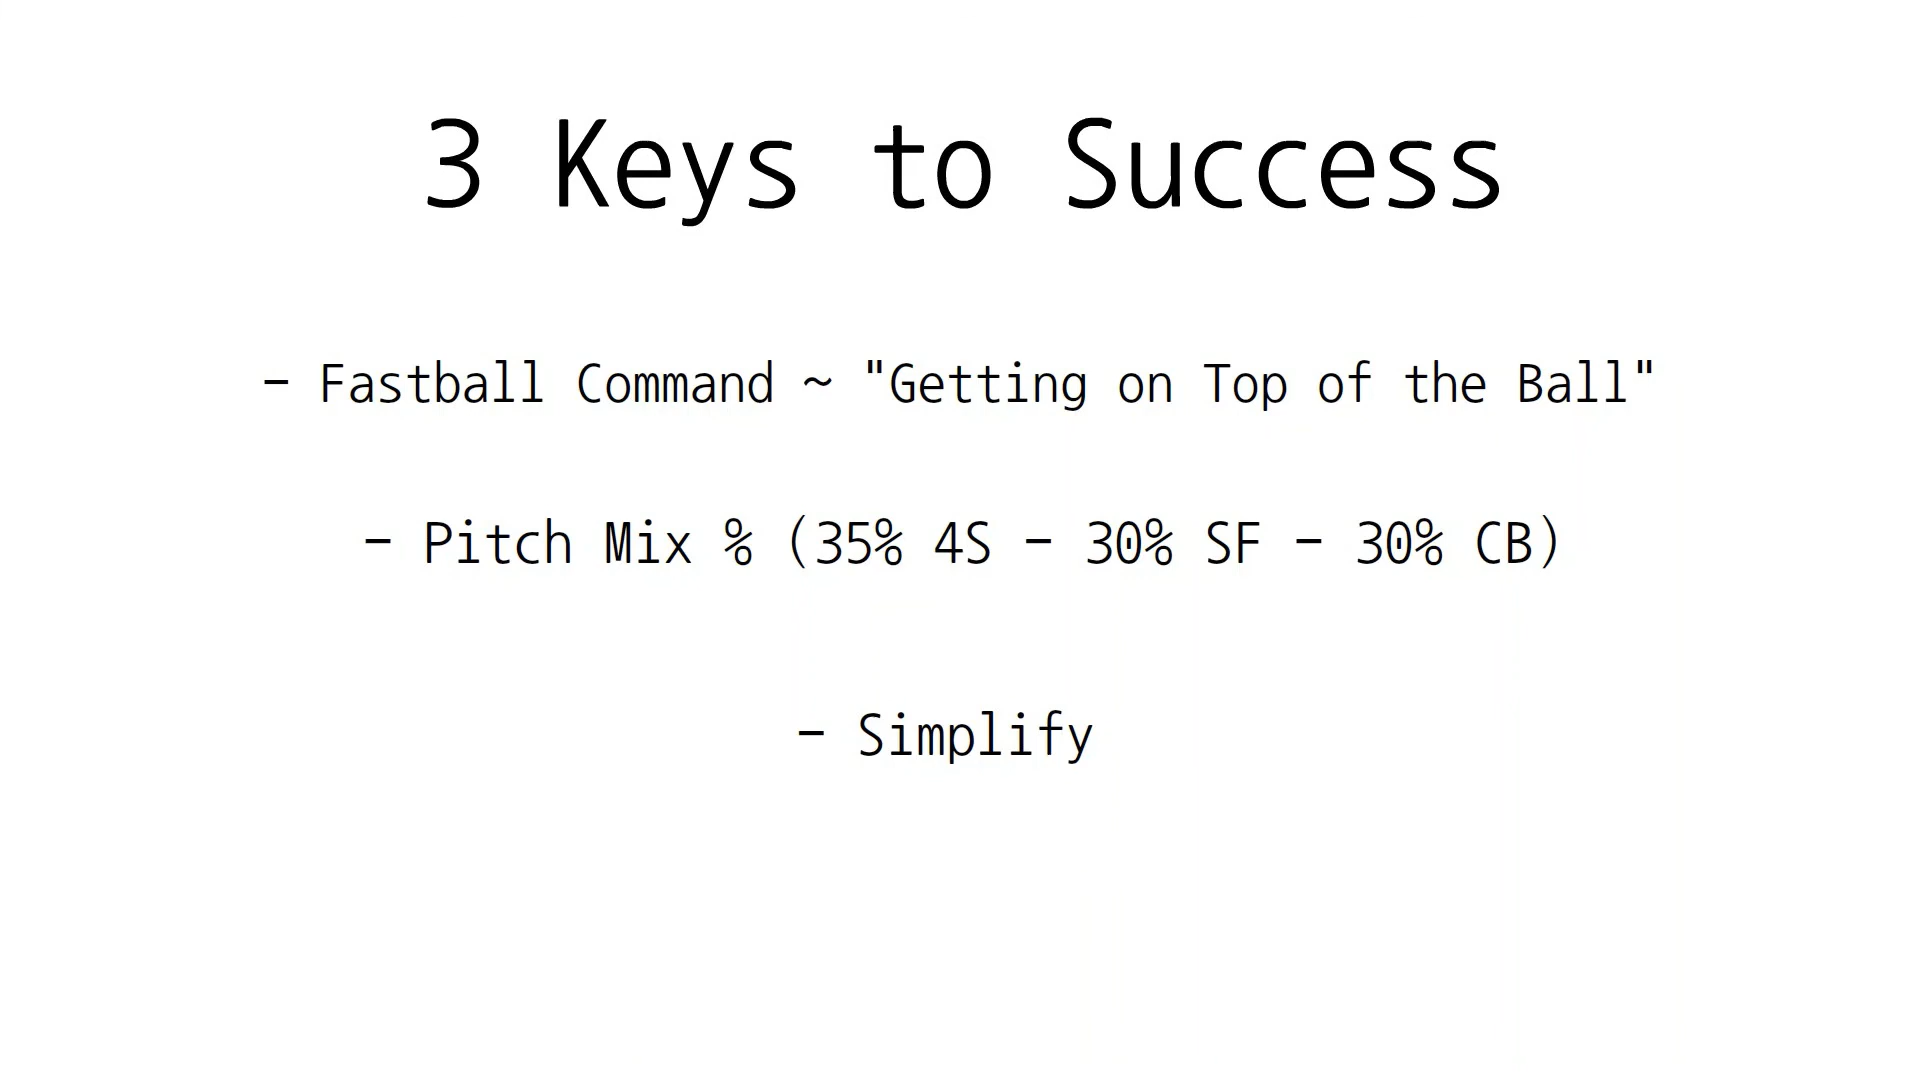 3 Keys to Success
- Fastball Command ~ "Getting on Top of the Ball"
- Pitch Mix % (35% 4S - 30% SF - 30% CB)
- Simplify